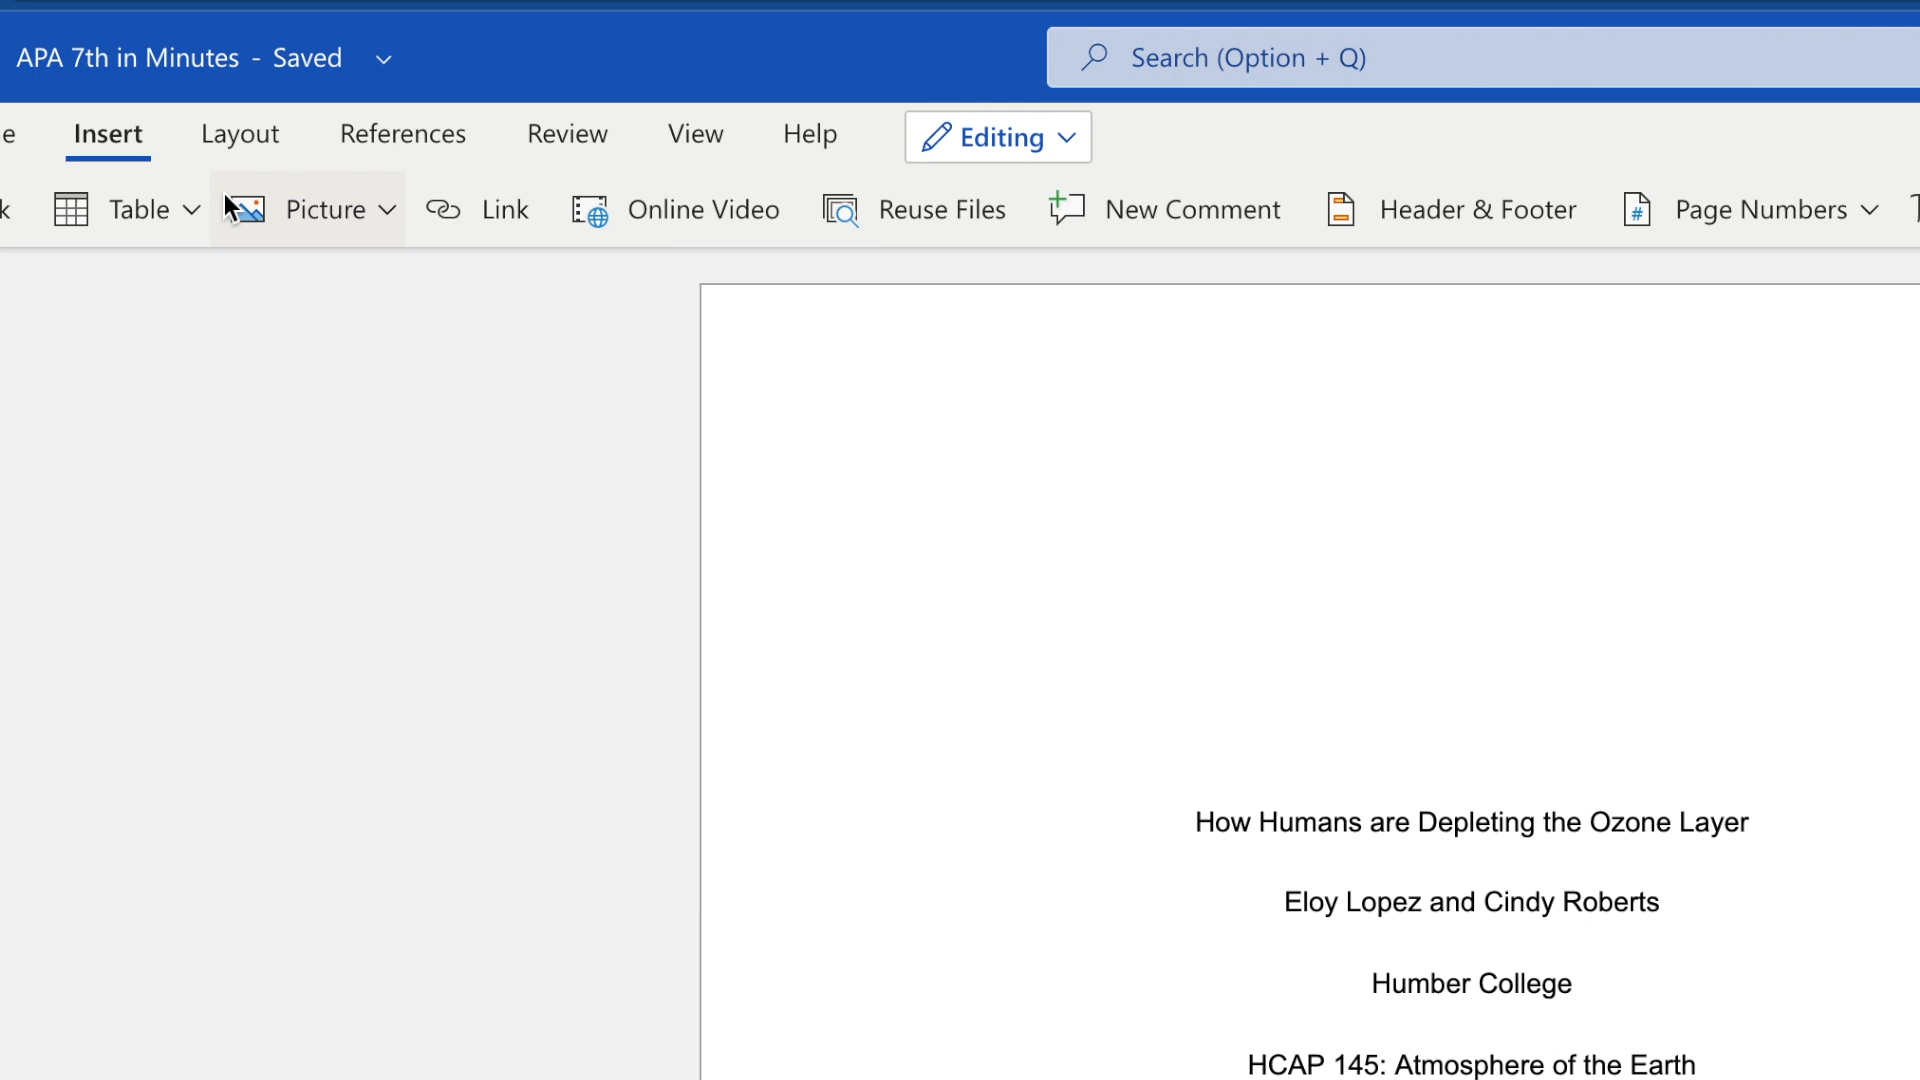 APA 7th in Minutes - Saved
Search (Option + Q)
Insert Layout References Review View Help Editing
Table Picture Link Online Video Reuse Files New Comment Header & Footer # Page Numbers
How Humans are Depleting the Ozone Layer
Eloy Lopez and Cindy Roberts
Humber College
HCAP 145: Atmosphere of the Earth